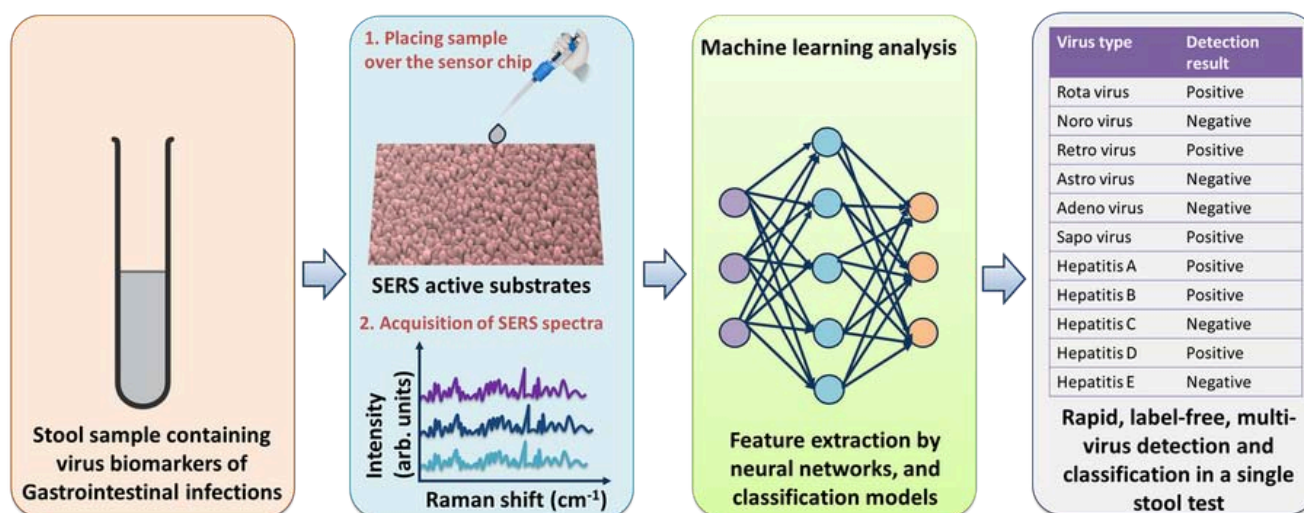 Stool sample containing
virus biomarkers of
Gastrointestinal infections
1. Placing sample
over the sensor chip
SERS active substrates
2. Acquisition of SERS spectra
Intensity
(arb. units)
Raman shift (cm⁻¹)
Machine learning analysis
Feature extraction by
neural networks, and
classification models
Virus type Detection
result
Rota virus Positive
Noro virus Negative
Retro virus Positive
Astro virus Negative
Adeno virus Negative
Sapo virus Positive
Hepatitis A Positive
Hepatitis B Positive
Hepatitis C Negative
Hepatitis D Positive
Hepatitis E Negative
Rapid, label-free, multi-
virus detection and
classification in a single
stool test